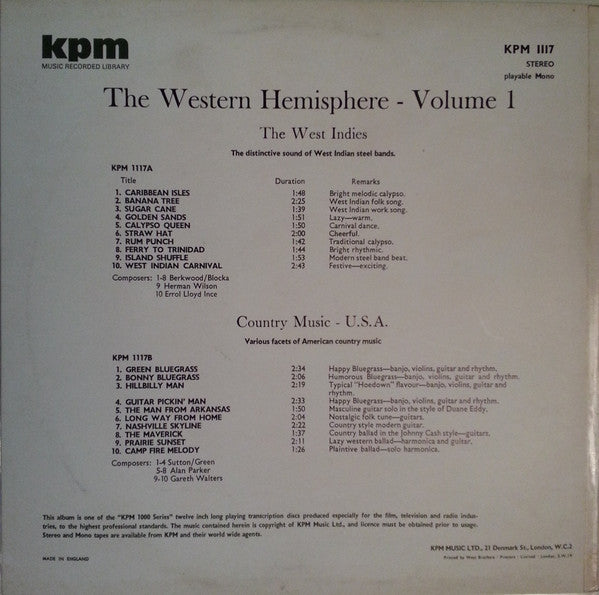 kpm
MUSIC RECORDED LIBRARY
KPM 1117
STEREO
playable Mono
The Western Hemisphere - Volume 1
The West Indies
The distinctive sound of West Indian steel bands.
KPM 1117A
Title Duration Remarks
1. CARIBBEAN ISLES 1:48 Bright melodic calypso.
2. BANANA TREE 2:25 West Indian folk song.
3. SUGAR CANE 1:39 West Indian work song.
4. GOLDEN SANDS 1:51 Lazy—warm.
5. CALYPSO QUEEN 1:50 Carnival dance.
6. STRAW HAT 2:00 Cheerful.
7. RUM PUNCH 1:42 Traditional calypso.
8. FERRY TO TRINIDAD 1:44 Bright rhythmic.
9. ISLAND SHUFFLE 1:53 Modern steel band beat.
10. WEST INDIAN CARNIVAL 2:43 Festive—exciting.
Composers: 1-8 Berkwood/Blocka
9 Herman Wilson
10 Errol Lloyd Ince
Country Music - U.S.A.
Various facets of American country music
KPM 1117B
1. GREEN BLUEGRASS 2:34 Happy Bluegrass—banjo, violins, guitar and rhythm.
2. BONNY BLUEGRASS 2:06 Humorous Bluegrass—banjo, violins, guitar and rhythm.
3. HILLBILLY MAN 2:19 Typical "Hoedown" flavour—banjo, violins, guitar and
rhythm.
4. GUITAR PICKIN' MAN 2:33 Happy Bluegrass—banjo, violins, guitar and rhythm.
5. THE MAN FROM ARKANSAS 1:50 Masculine guitar solo in the style of Duane Eddy.
6. LONG WAY FROM HOME 2:04 Nostalgic folk tune—guitars.
7. NASHVILLE SKYLINE 2:22 Country style modern guitar.
8. THE MAVERICK 1:37 Country ballad in the Johnny Cash style—guitars.
9. PRAIRIE SUNSET 2:11 Lazy western ballad—harmonica and guitar.
10. CAMP FIRE MELODY 1:26 Plaintive ballad—solo harmonica.
Composers: 1-4 Sutton/Green
5-8 Alan Parker
9-10 Gareth Walters
This album is one of the "KPM 1000 Series" twelve inch long playing transcription discs produced especially for the film, television and radio indus-
tries, to the highest professional standards. The music contained herein is copyright of KPM Music Ltd., and licence must be obtained prior to usage.
Stereo and Mono tapes are available from KPM and their world wide agents.
MADE IN ENGLAND
KPM MUSIC LTD., 21 Denmark St., London, W.C.2
Printed by West Brothers · Printers · Limited · London · S.W.19